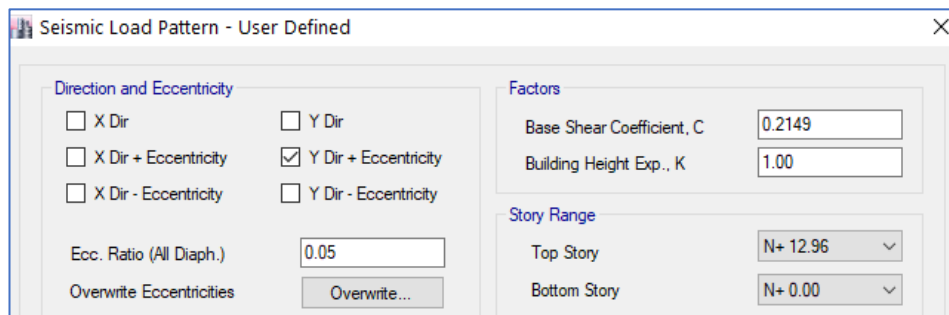 Seismic Load Pattern - User Defined
Direction and Eccentricity
X Dir
Y Dir
X Dir + Eccentricity
Y Dir + Eccentricity
X Dir - Eccentricity
Y Dir - Eccentricity
Ecc. Ratio (All Diaph.)
0.05
Overwrite Eccentricities
Overwrite...
Factors
Base Shear Coefficient, C
0.2149
Building Height Exp., K
1.00
Story Range
Top Story
N+ 12.96
Bottom Story
N+ 0.00